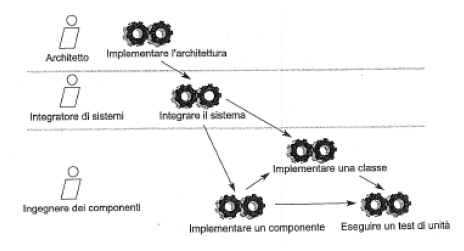 Architetto
Implementare l'architettura
Integratore di sistemi
Integrare il sistema
Implementare una classe
Ingegnere dei componenti
Implementare un componente
Eseguire un test di unità